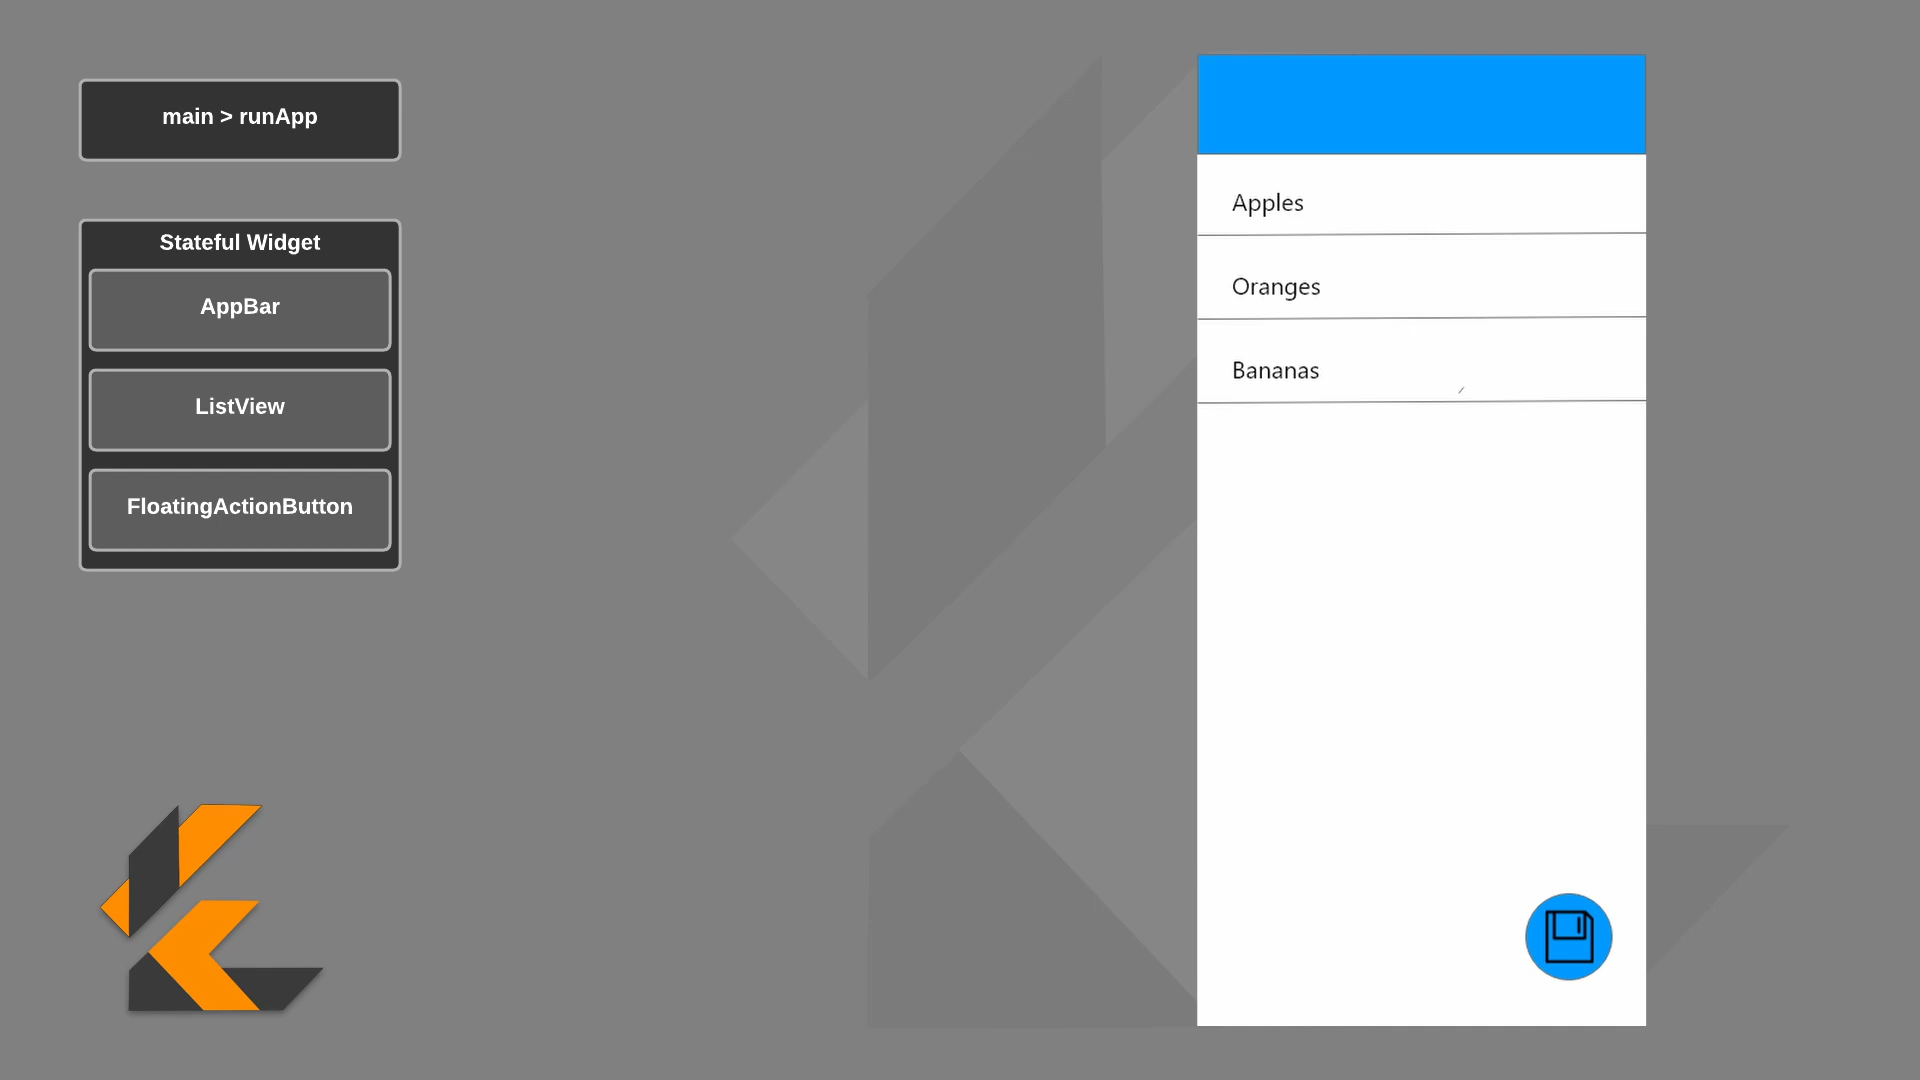 main > runApp
Stateful Widget
AppBar
ListView
FloatingActionButton
Apples
Oranges
Bananas